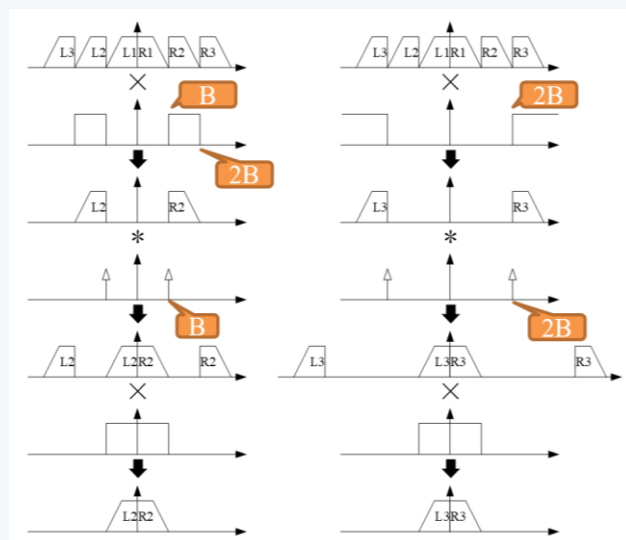 L3 L2 L1R1 R2 R3
L3 L2 L1R1 R2 R3
×
×
B
2B
2B
L2 R2
L3 R3
*
*
B
2B
L2 L2R2 R2
L3 L3R3 R3
×
×
L2R2
L3R3